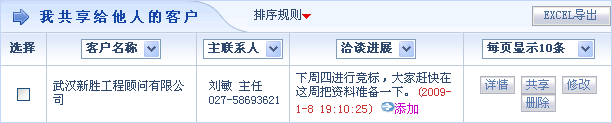 我共享给他人的客户 排序规则 EXCEL导出
选择 客户名称 主联系人 洽谈进展 每页显示10条
武汉新胜工程顾问有限公
司
刘敏 主任
027-58693621
下周四进行竞标，大家赶快在
这周把资料准备一下。(2009-
1-8 19:10:25) 添加
详情 共享 修改
删除